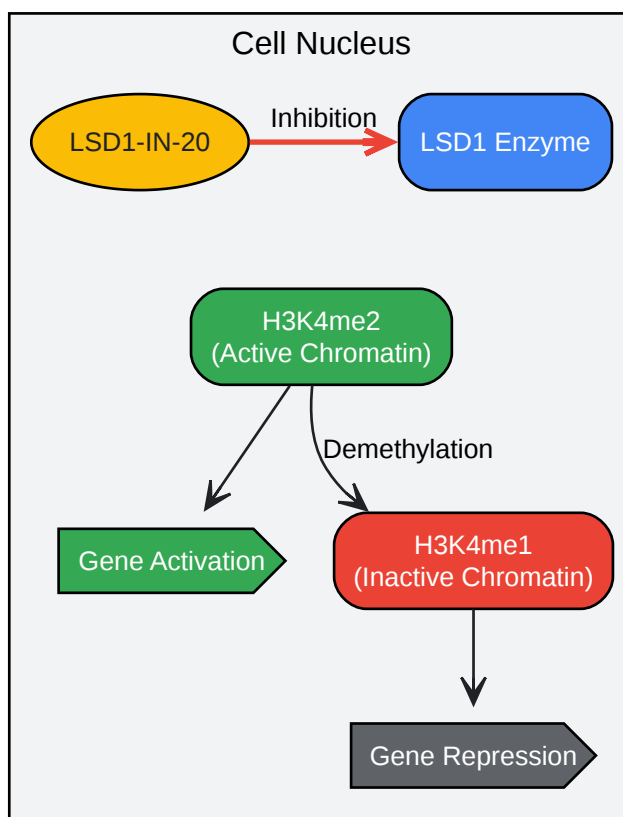 Cell Nucleus
Inhibition
LSD1-IN-20
LSD1 Enzyme
H3K4me2
(Active Chromatin)
Demethylation
Gene Activation
H3K4me1
(Inactive Chromatin)
Gene Repression